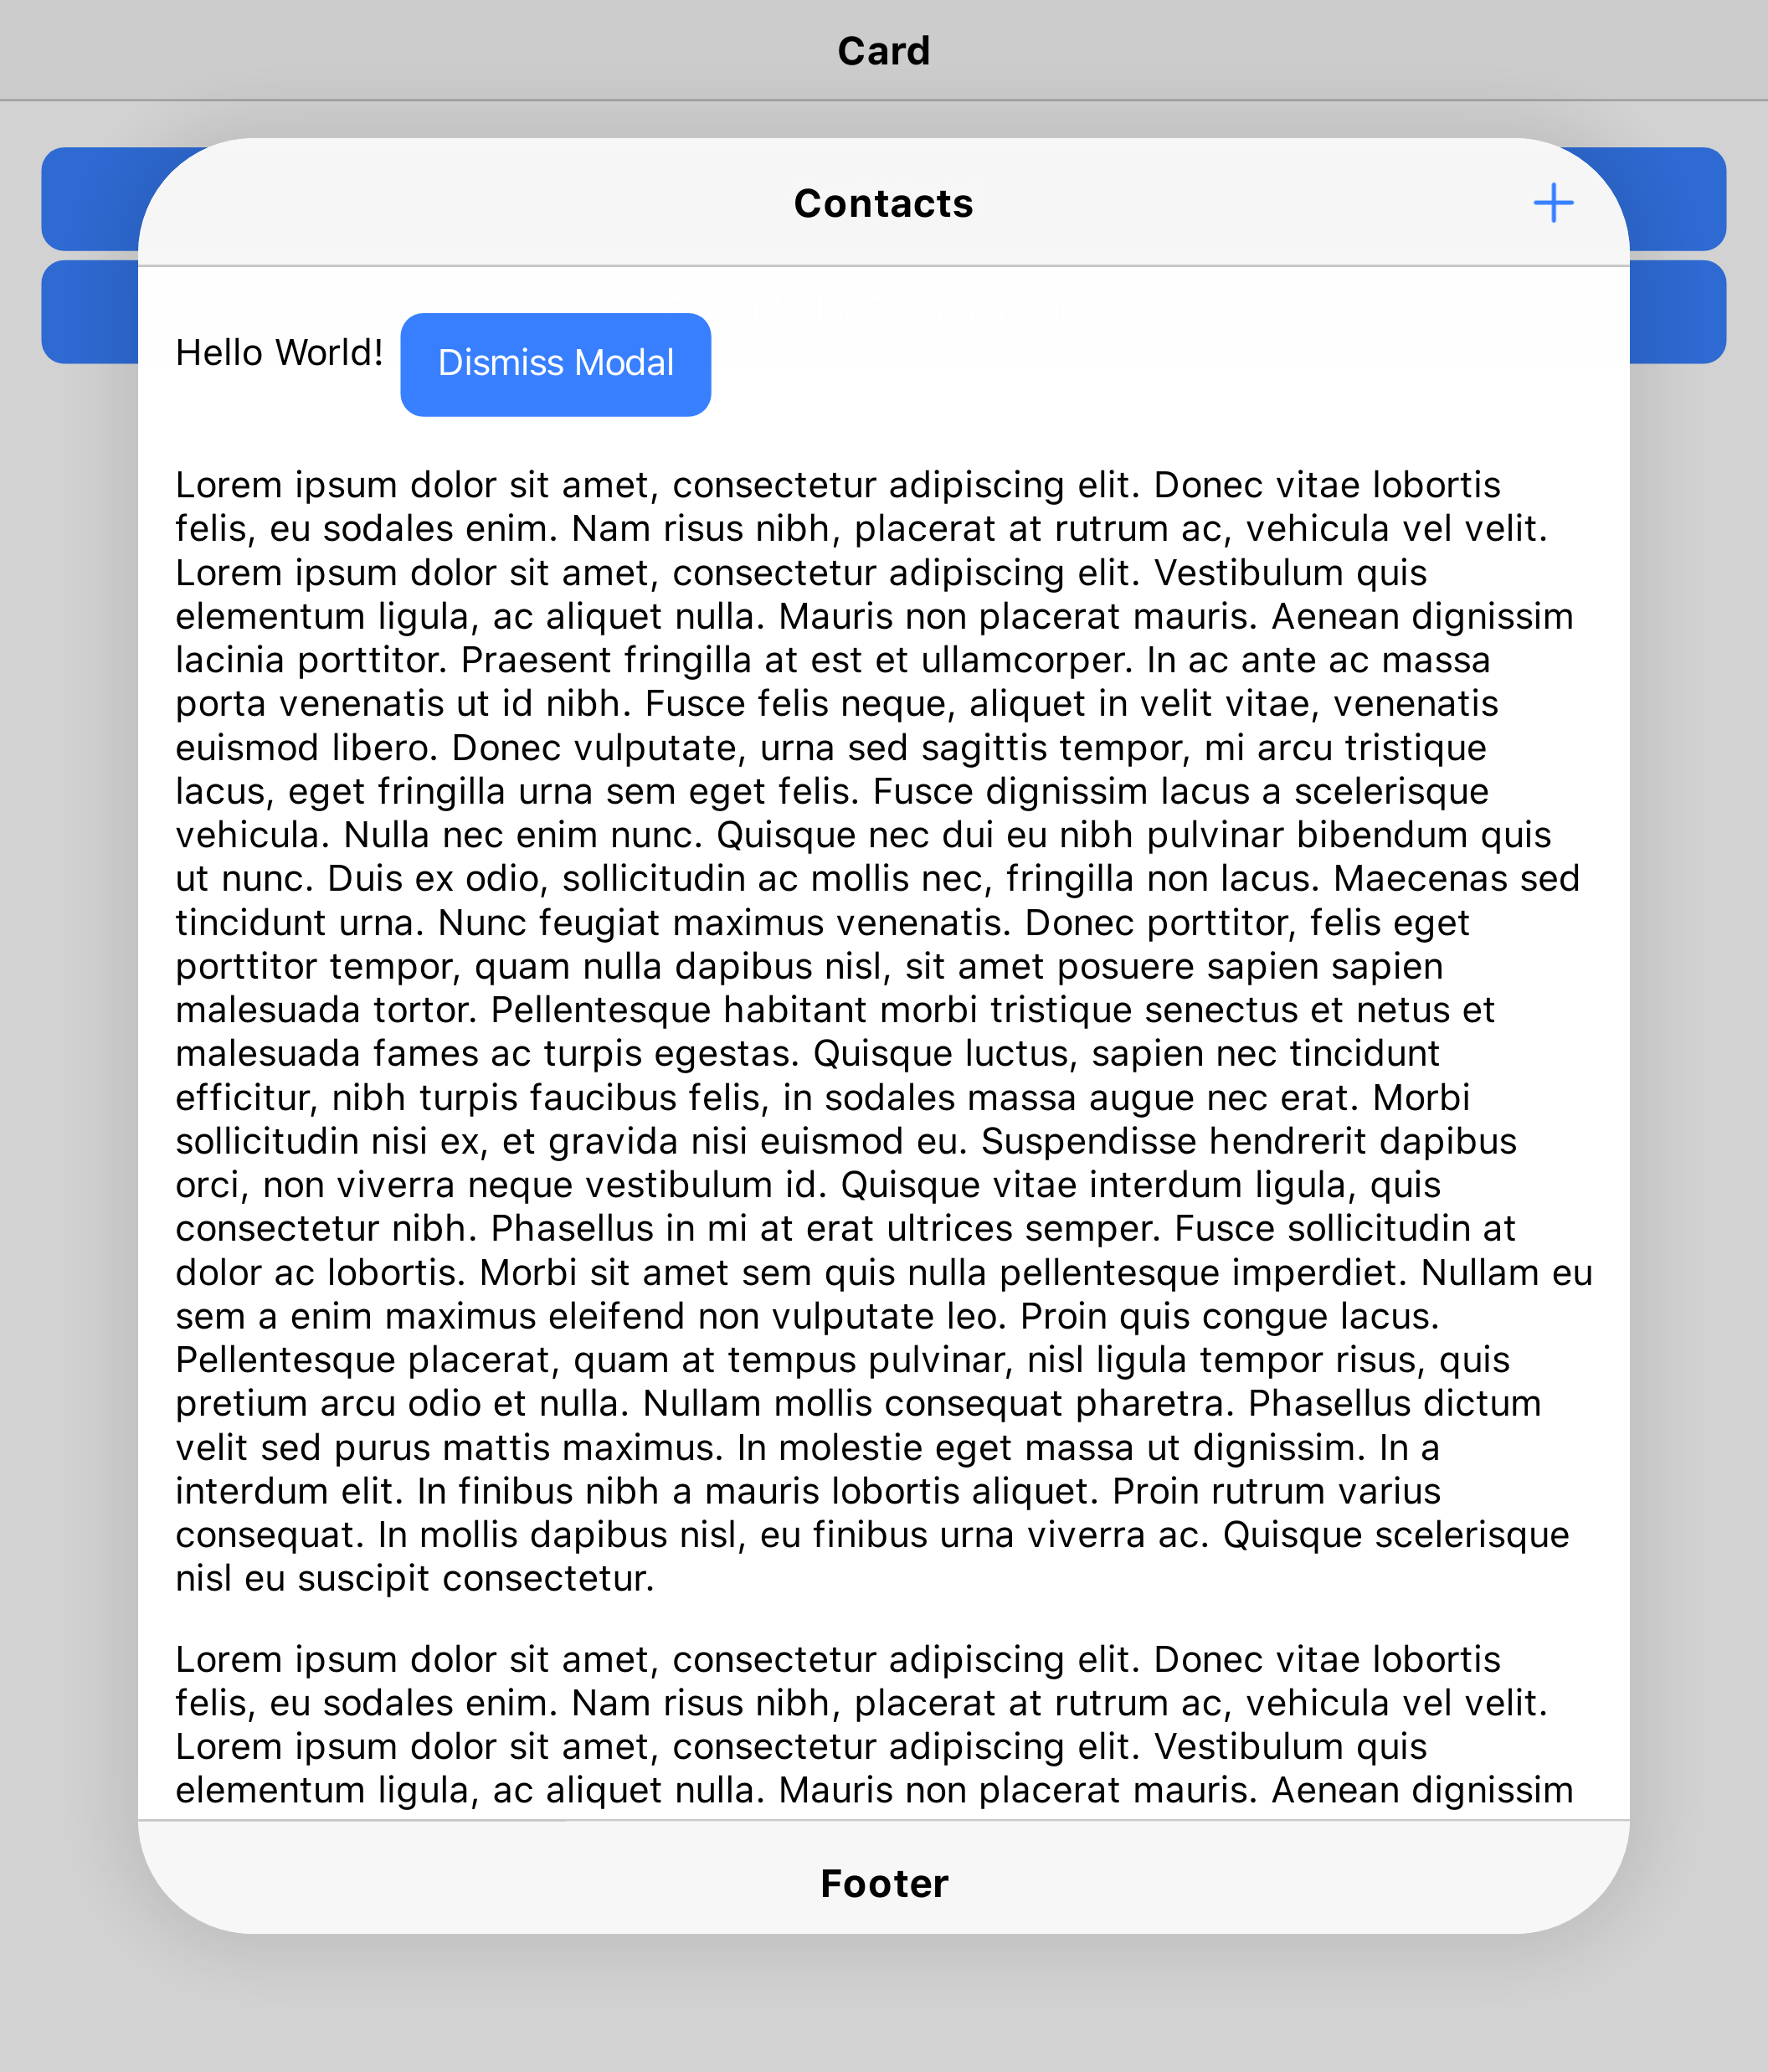 Card
Contacts
Hello World!
Dismiss Modal
Lorem ipsum dolor sit amet, consectetur adipiscing elit. Donec vitae lobortis
felis, eu sodales enim. Nam risus nibh, placerat at rutrum ac, vehicula vel velit.
Lorem ipsum dolor sit amet, consectetur adipiscing elit. Vestibulum quis
elementum ligula, ac aliquet nulla. Mauris non placerat mauris. Aenean dignissim
lacinia porttitor. Praesent fringilla at est et ullamcorper. In ac ante ac massa
porta venenatis ut id nibh. Fusce felis neque, aliquet in velit vitae, venenatis
euismod libero. Donec vulputate, urna sed sagittis tempor, mi arcu tristique
lacus, eget fringilla urna sem eget felis. Fusce dignissim lacus a scelerisque
vehicula. Nulla nec enim nunc. Quisque nec dui eu nibh pulvinar bibendum quis
ut nunc. Duis ex odio, sollicitudin ac mollis nec, fringilla non lacus. Maecenas sed
tincidunt urna. Nunc feugiat maximus venenatis. Donec porttitor, felis eget
porttitor tempor, quam nulla dapibus nisl, sit amet posuere sapien sapien
malesuada tortor. Pellentesque habitant morbi tristique senectus et netus et
malesuada fames ac turpis egestas. Quisque luctus, sapien nec tincidunt
efficitur, nibh turpis faucibus felis, in sodales massa augue nec erat. Morbi
sollicitudin nisi ex, et gravida nisi euismod eu. Suspendisse hendrerit dapibus
orci, non viverra neque vestibulum id. Quisque vitae interdum ligula, quis
consectetur nibh. Phasellus in mi at erat ultrices semper. Fusce sollicitudin at
dolor ac lobortis. Morbi sit amet sem quis nulla pellentesque imperdiet. Nullam eu
sem a enim maximus eleifend non vulputate leo. Proin quis congue lacus.
Pellentesque placerat, quam at tempus pulvinar, nisl ligula tempor risus, quis
pretium arcu odio et nulla. Nullam mollis consequat pharetra. Phasellus dictum
velit sed purus mattis maximus. In molestie eget massa ut dignissim. In a
interdum elit. In finibus nibh a mauris lobortis aliquet. Proin rutrum varius
consequat. In mollis dapibus nisl, eu finibus urna viverra ac. Quisque scelerisque
nisl eu suscipit consectetur.
Lorem ipsum dolor sit amet, consectetur adipiscing elit. Donec vitae lobortis
felis, eu sodales enim. Nam risus nibh, placerat at rutrum ac, vehicula vel velit.
Lorem ipsum dolor sit amet, consectetur adipiscing elit. Vestibulum quis
elementum ligula, ac aliquet nulla. Mauris non placerat mauris. Aenean dignissim
Footer